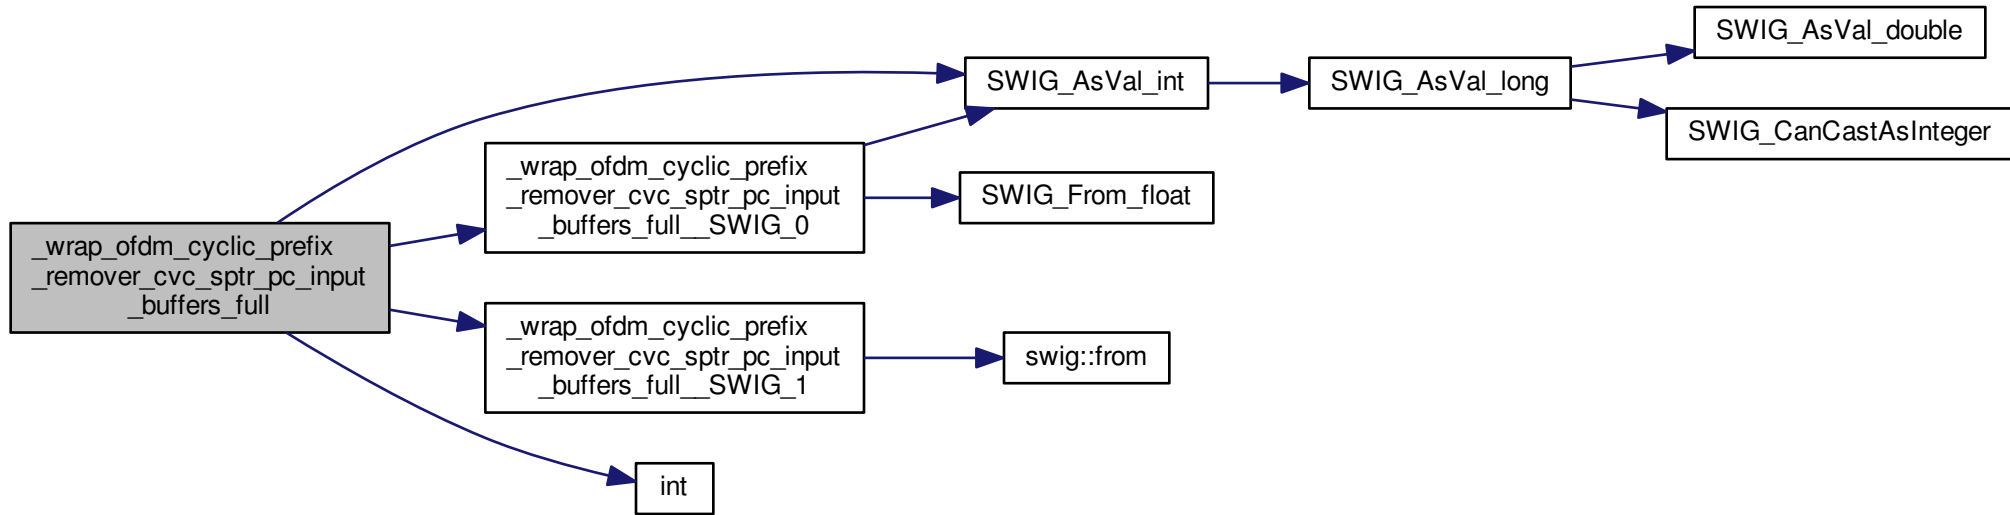 _wrap_ofdm_cyclic_prefix
_remover_cvc_sptr_pc_input
_buffers_full
_wrap_ofdm_cyclic_prefix
_remover_cvc_sptr_pc_input
_buffers_full__SWIG_0
_wrap_ofdm_cyclic_prefix
_remover_cvc_sptr_pc_input
_buffers_full__SWIG_1
int
SWIG_AsVal_int
SWIG_From_float
swig::from
SWIG_AsVal_long
SWIG_AsVal_double
SWIG_CanCastAsInteger